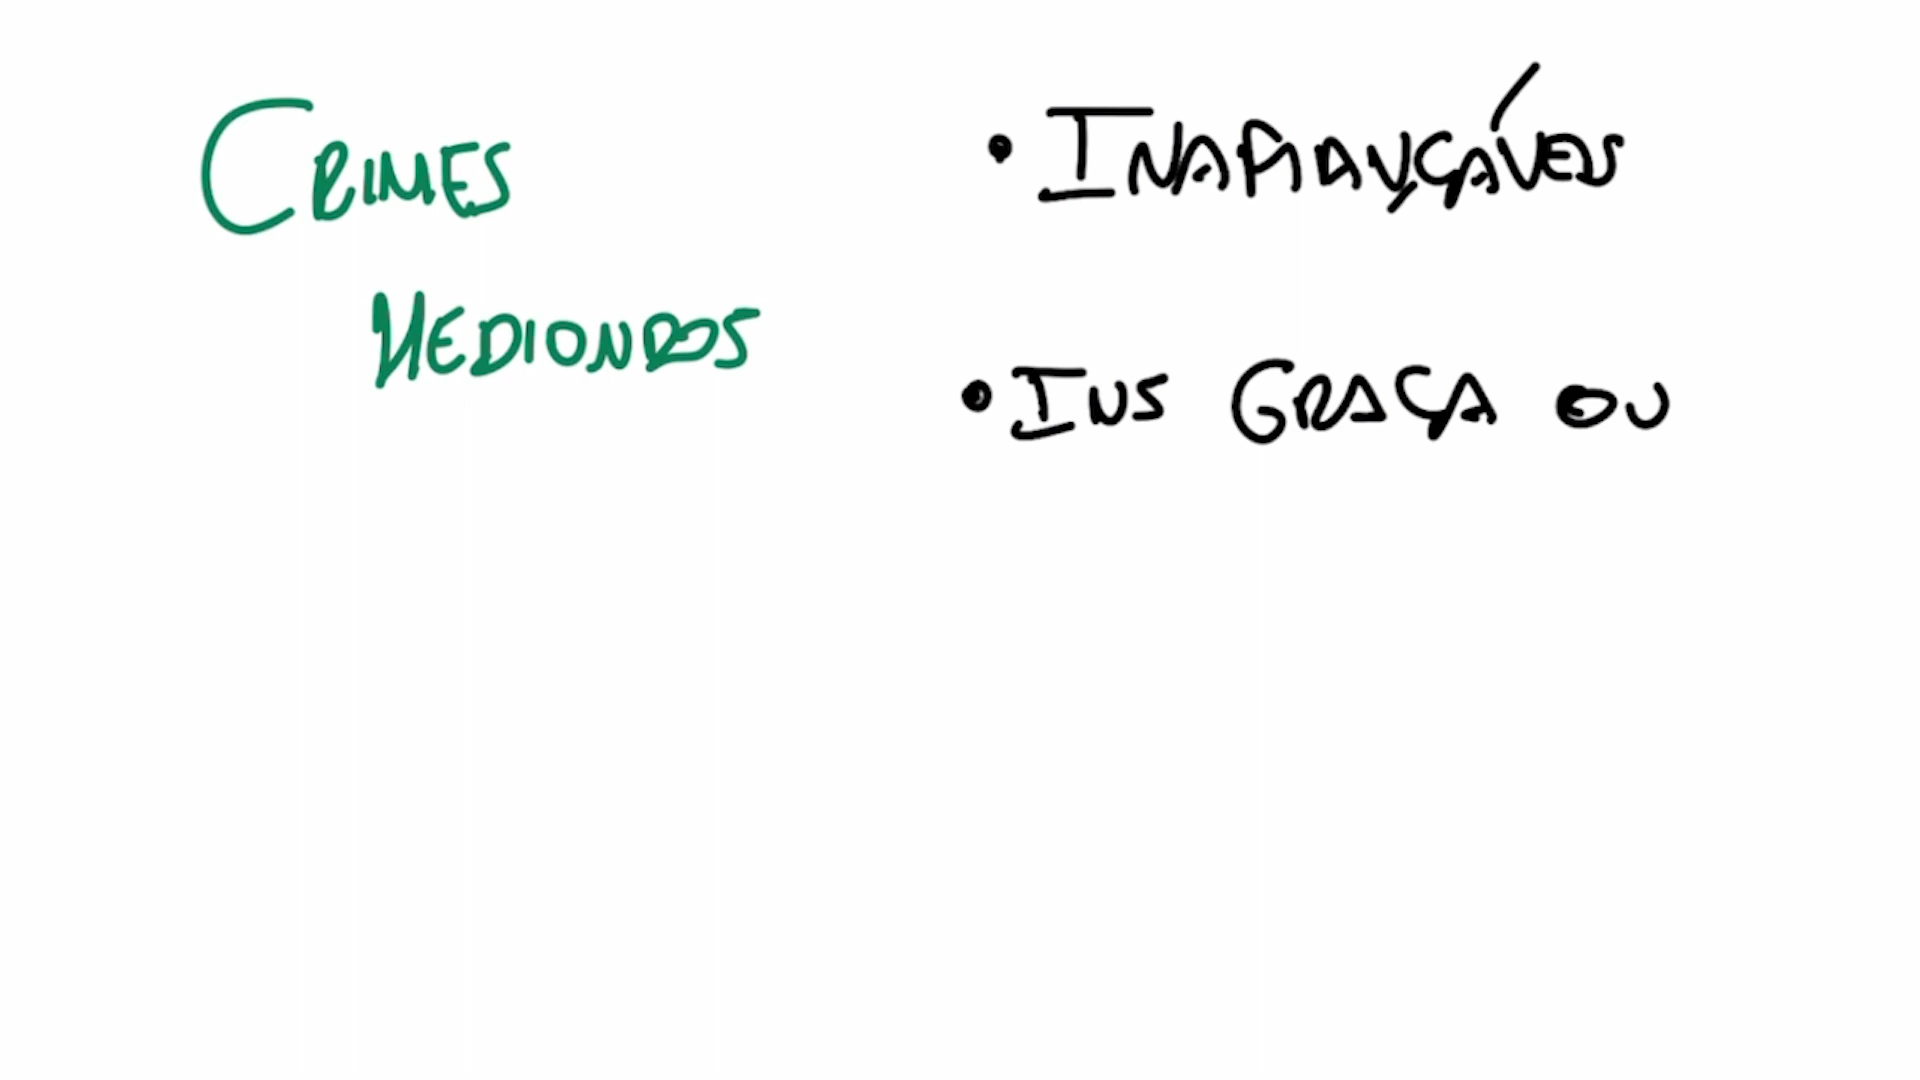 CRIMES
HEDIONDOS
• INAFIANÇÁVEIS
• INS GRAÇA OU